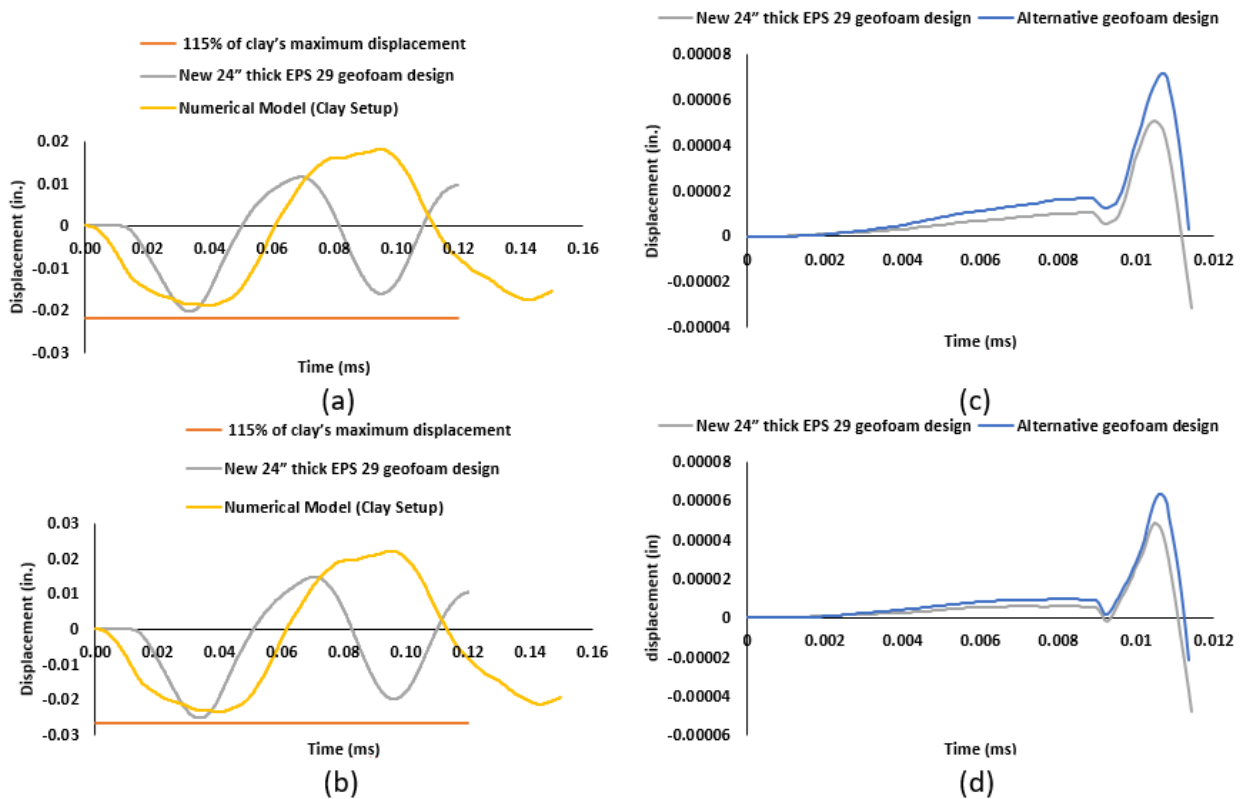 115% of clay's maximum displacement
New 24” thick EPS 29 geofoam design
Numerical Model (Clay Setup)
Displacement (in.)
0.02
0.01
0
-0.01
-0.02
-0.03
0.00 0.02 0.04 0.06 0.08 0.10 0.12 0.14 0.16
Time (ms)
(a)
New 24” thick EPS 29 geofoam design Alternative geofoam design
Displacement (in.)
0.00008
0.00006
0.00004
0.00002
0
-0.00002
-0.00004
0 0.002 0.004 0.006 0.008 0.01 0.012
Time (ms)
(c)
115% of clay's maximum displacement
New 24” thick EPS 29 geofoam design
Numerical Model (Clay Setup)
Displacement (in.)
0.03
0.02
0.01
0
-0.01
-0.02
-0.03
0.00 0.02 0.04 0.06 0.08 0.10 0.12 0.14 0.16
Time (ms)
(b)
New 24” thick EPS 29 geofoam design Alternative geofoam design
displacement (in)
0.00008
0.00006
0.00004
0.00002
0
-0.00002
-0.00004
-0.00006
0 0.002 0.004 0.006 0.008 0.01 0.012
Time (ms)
(d)